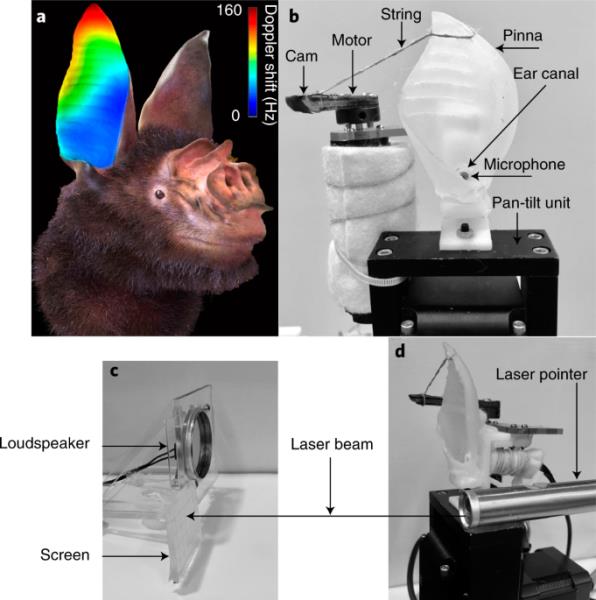 a
160
Doppler shift (Hz)
0
b
String
Motor
Cam
Pinna
Ear canal
Microphone
Pan-tilt unit
c
Loudspeaker
Screen
Laser beam
d
Laser pointer